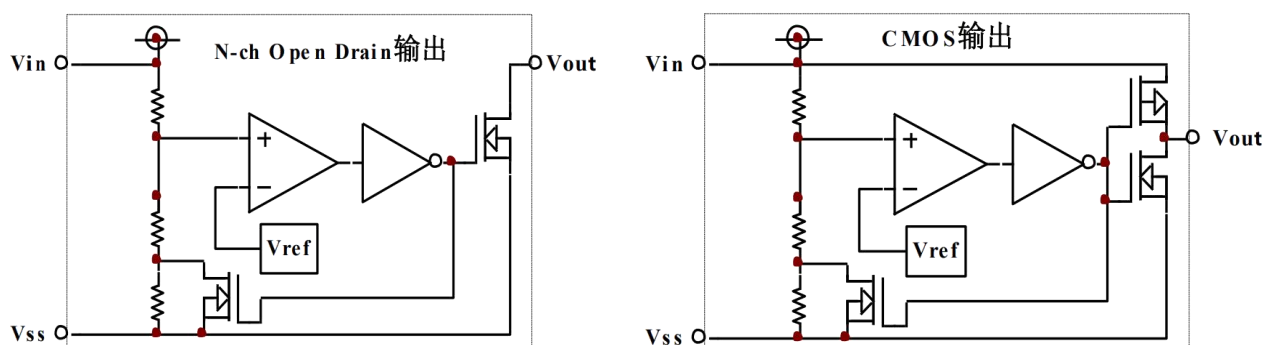 N-ch Open Drain输出
Vin
Vout
+
−
Vref
Vss
CMOS输出
Vin
Vout
+
−
Vref
Vss